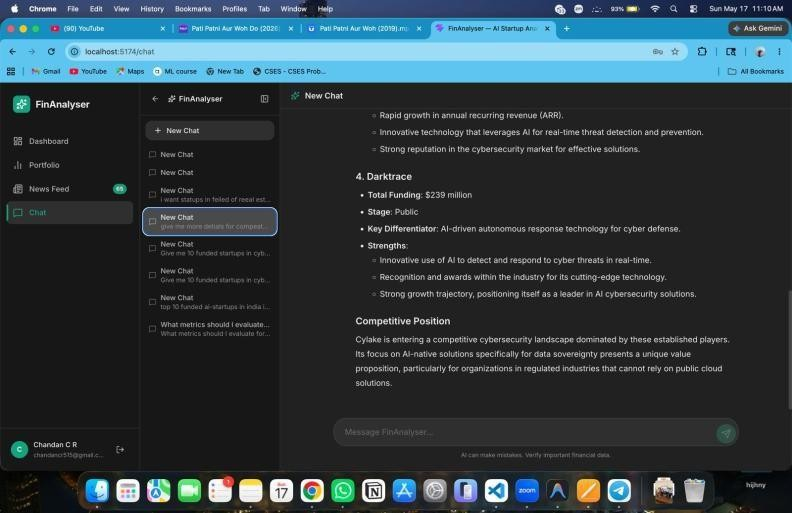 Chrome File Edit View History Bookmarks Profiles Tab Window Help
93% Sun May 17 11:10 AM
(90) YouTube
Pati Patni Aur Woh Do (2026)
Pati Patni Aur Woh (2019).m
FinAnalyser — AI Startup Anal
Ask Gemini
localhost:5174/chat
Gmail YouTube Maps ML course New Tab CSES - CSES Prob... All Bookmarks
FinAnalyser
Dashboard
Portfolio
News Feed 65
Chat
Chandan C R
chandancr515@gmail.c...
FinAnalyser
+ New Chat
New Chat
New Chat
New Chat
i want statups in feiled of reeal est...
New Chat
give me more detials for compest...
New Chat
Give me 10 funded startups in cyb...
New Chat
Give me 10 funded startups in cyb...
New Chat
top 10 funded ai-startups in india i...
What metrics should I evaluate...
What metrics should I evaluate for...
New Chat
Rapid growth in annual recurring revenue (ARR).
Innovative technology that leverages AI for real-time threat detection and prevention.
Strong reputation in the cybersecurity market for effective solutions.
4. Darktrace
• Total Funding: $239 million
• Stage: Public
• Key Differentiator: AI-driven autonomous response technology for cyber defense.
• Strengths:
Innovative use of AI to detect and respond to cyber threats in real-time.
Recognition and awards within the industry for its cutting-edge technology.
Strong growth trajectory, positioning itself as a leader in AI cybersecurity solutions.
Competitive Position
Cylake is entering a competitive cybersecurity landscape dominated by these established players.
Its focus on AI-native solutions specifically for data sovereignty presents a unique value
proposition, particularly for organizations in regulated industries that cannot rely on public cloud
solutions.
Message FinAnalyser...
AI can make mistakes. Verify important financial data.
hijhny
1
17
zoom